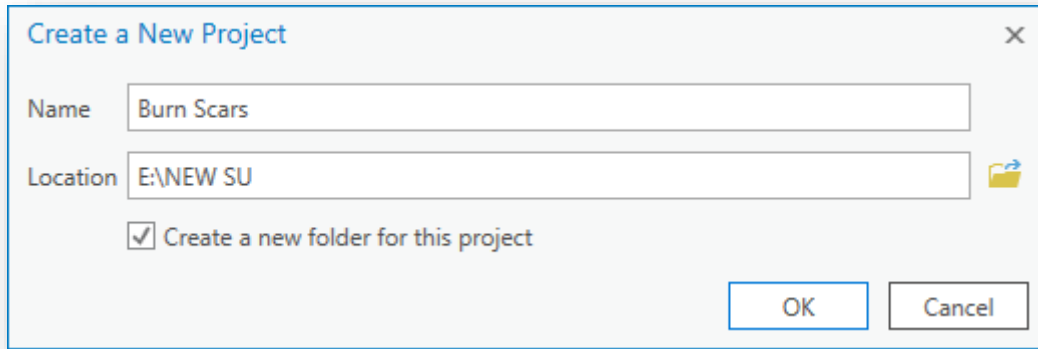 Create a New Project
Name Burn Scars
Location E:\NEW SU
Create a new folder for this project
OK Cancel